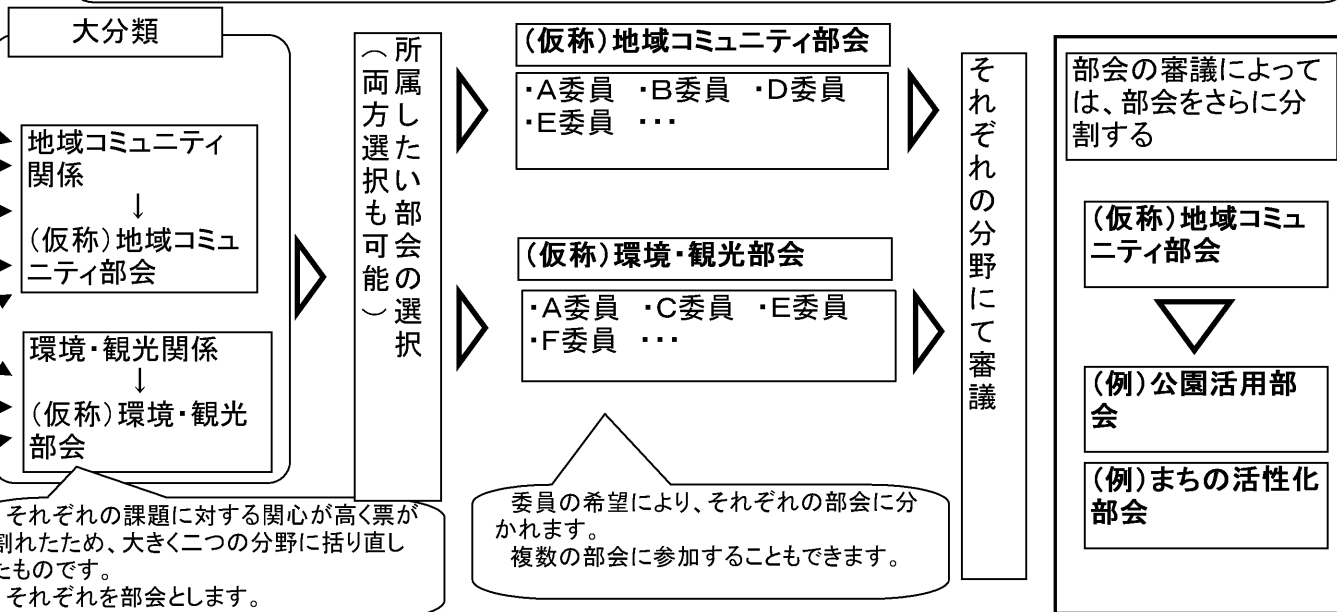 大分類
地域コミュニティ
関係
↓
(仮称)地域コミュ
ニティ部会
環境・観光関係
↓
(仮称)環境・観光
部会
それぞれの課題に対する関心が高く票が
割れたため、大きく二つの分野に括り直し
たものです。
それぞれを部会とします。
所属したい部会の選択
(両方選択も可能)
(仮称)地域コミュニティ部会
・A委員 ・B委員 ・D委員
・E委員 ・・・
(仮称)環境・観光部会
・A委員 ・C委員 ・E委員
・F委員 ・・・
委員の希望により、それぞれの部会に分
かれます。
複数の部会に参加することもできます。
それぞれの分野にて審議
部会の審議によって
は、部会をさらに分
割する
(仮称)地域コミュ
ニティ部会
(例)公園活用部
会
(例)まちの活性化
部会